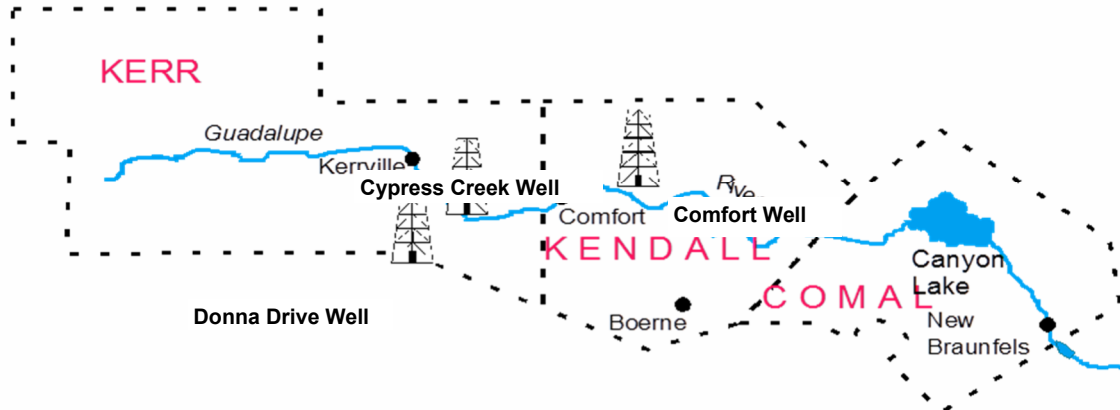 KERR
Guadalupe
Kerrville
Cypress Creek Well
Rive
Comfort
Comfort Well
KENDALL
COMAL
Canyon
Lake
Donna Drive Well
Boerne
New
Braunfels